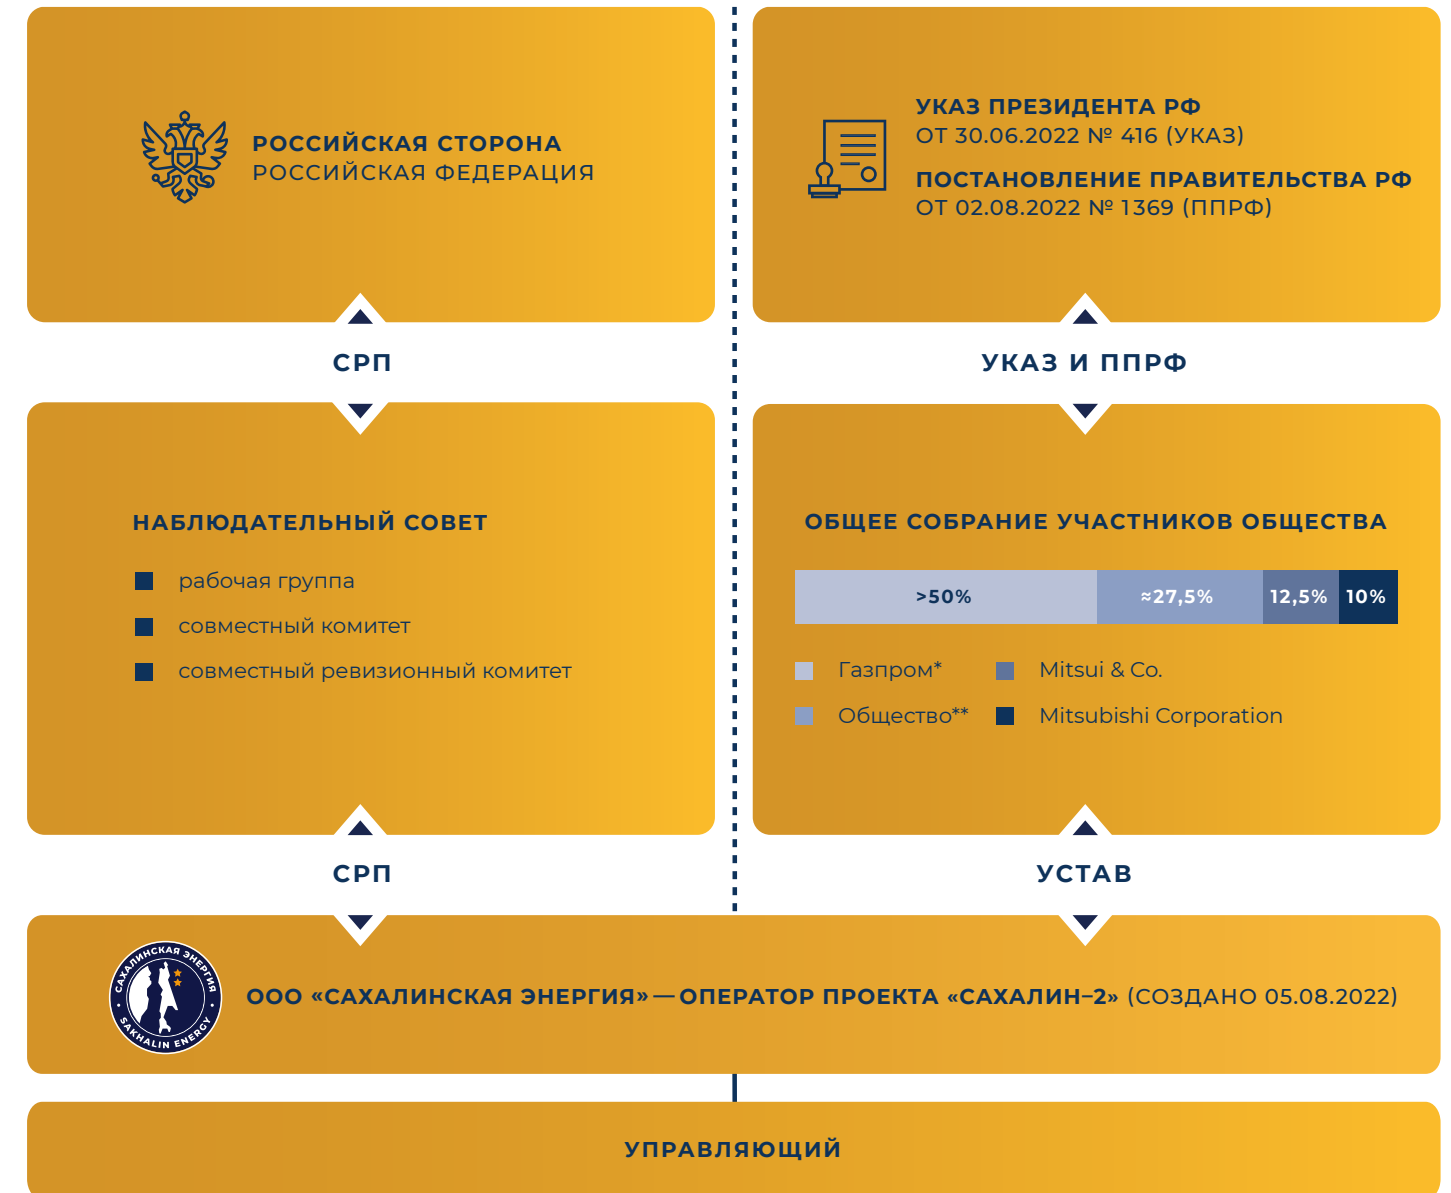 РОССИЙСКАЯ СТОРОНА
РОССИЙСКАЯ ФЕДЕРАЦИЯ
УКАЗ ПРЕЗИДЕНТА РФ
ОТ 30.06.2022 № 416 (УКАЗ)
ПОСТАНОВЛЕНИЕ ПРАВИТЕЛЬСТВА РФ
ОТ 02.08.2022 № 1369 (ППРФ)
СРП
УКАЗ И ППРФ
НАБЛЮДАТЕЛЬНЫЙ СОВЕТ
рабочая группа
совместный комитет
совместный ревизионный комитет
ОБЩЕЕ СОБРАНИЕ УЧАСТНИКОВ ОБЩЕСТВА
>50% ≈27,5% 12,5% 10%
Газпром* Mitsui & Co.
Общество** Mitsubishi Corporation
СРП
УСТАВ
САХАЛИНСКАЯ ЭНЕРГИЯ
SAKHALIN ENERGY
ООО «САХАЛИНСКАЯ ЭНЕРГИЯ» — ОПЕРАТОР ПРОЕКТА «САХАЛИН–2» (СОЗДАНО 05.08.2022)
УПРАВЛЯЮЩИЙ